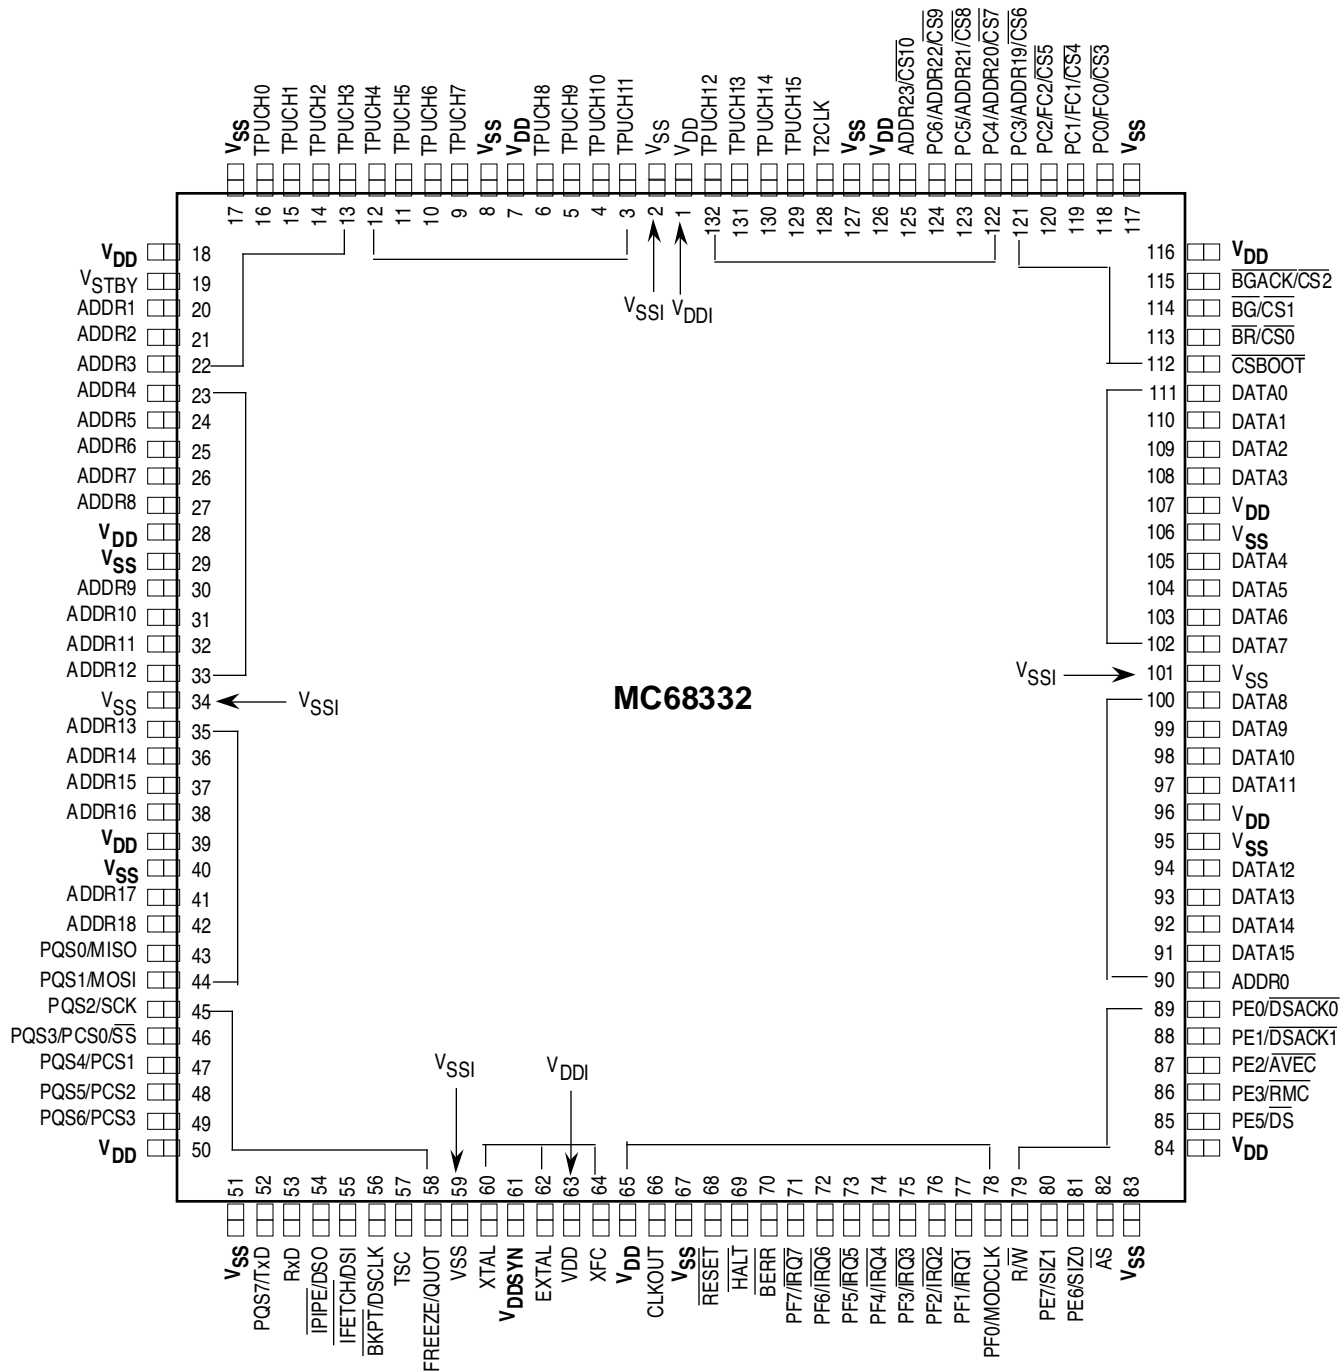 VSS
TPUCH0
TPUCH1
TPUCH2
TPUCH3
TPUCH4
TPUCH5
TPUCH6
TPUCH7
VSS
VDD
TPUCH8
TPUCH9
TPUCH10
TPUCH11
VSS
VDD
TPUCH12
TPUCH13
TPUCH14
TPUCH15
T2CLK
VSS
VDD
ADDR23/CS10
PC6/ADDR22/CS9
PC5/ADDR21/CS8
PC4/ADDR20/CS7
PC3/ADDR19/CS6
PC2/FC2/CS5
PC1/FC1/CS4
PC0/FC0/CS3
VSS
17
16
15
14
13
12
11
10
9
8
7
6
5
4
3
2
1
132
131
130
129
128
127
126
125
124
123
122
121
120
119
118
117
VSSI
VDDI
VDD 18
VSTBY 19
ADDR1 20
ADDR2 21
ADDR3 22
ADDR4 23
ADDR5 24
ADDR6 25
ADDR7 26
ADDR8 27
VDD 28
VSS 29
ADDR9 30
ADDR10 31
ADDR11 32
ADDR12 33
VSS 34 VSSI
ADDR13 35
ADDR14 36
ADDR15 37
ADDR16 38
VDD 39
VSS 40
ADDR17 41
ADDR18 42
PQS0/MISO 43
PQS1/MOSI 44
PQS2/SCK 45
PQS3/PCS0/SS 46
PQS4/PCS1 47
PQS5/PCS2 48
PQS6/PCS3 49
VDD 50
MC68332
116 VDD
115 BGACK/CS2
114 BG/CS1
113 BR/CS0
112 CSBOOT
111 DATA0
110 DATA1
109 DATA2
108 DATA3
107 VDD
106 VSS
105 DATA4
104 DATA5
103 DATA6
102 DATA7
VSSI 101 VSS
100 DATA8
99 DATA9
98 DATA10
97 DATA11
96 VDD
95 VSS
94 DATA12
93 DATA13
92 DATA14
91 DATA15
90 ADDR0
89 PE0/DSACK0
88 PE1/DSACK1
87 PE2/AVEC
86 PE3/RMC
85 PE5/DS
84 VDD
VSSI
VDDI
51
52
53
54
55
56
57
58
59
60
61
62
63
64
65
66
67
68
69
70
71
72
73
74
75
76
77
78
79
80
81
82
83
VSS
PQS7/TxD
RxD
IPIPE/DSO
IFETCH/DSI
BKPT/DSCLK
TSC
FREEZE/QUOT
VSS
XTAL
VDDSYN
EXTAL
VDD
XFC
VDD
CLKOUT
VSS
RESET
HALT
BERR
PF7/IRQ7
PF6/IRQ6
PF5/IRQ5
PF4/IRQ4
PF3/IRQ3
PF2/IRQ2
PF1/IRQ1
PF0/MODCLK
R/W
PE7/SIZ1
PE6/SIZ0
AS
VSS